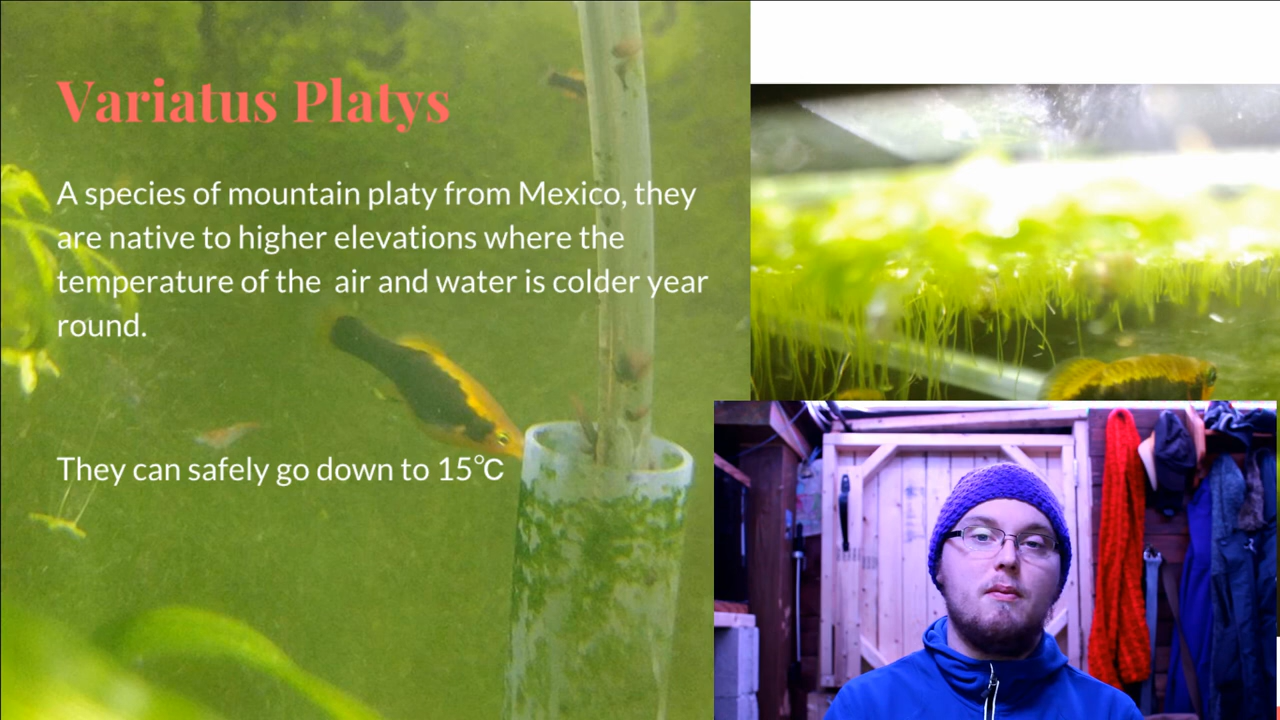 Variatus Platys
A species of mountain platy from Mexico, they
are native to higher elevations where the
temperature of the  air and water is colder year
round.
They can safely go down to 15℃